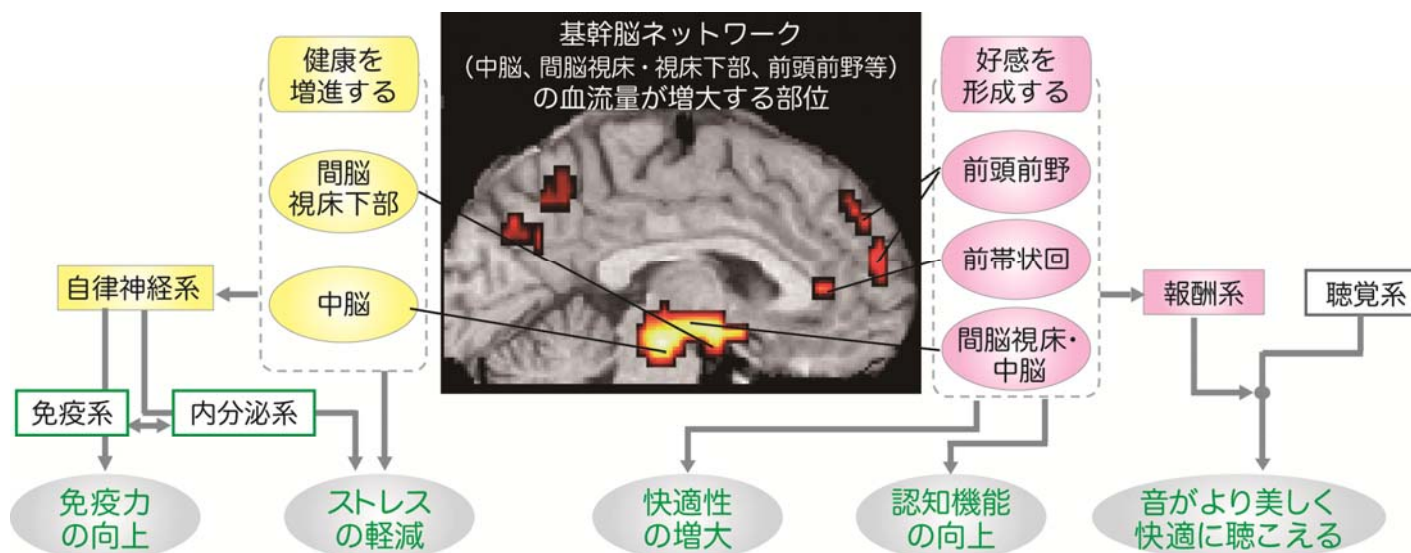 基幹脳ネットワーク
（中脳、間脳視床・視床下部、前頭前野等）
の血流量が増大する部位
健康を
増進する
間脳
視床下部
中脳
自律神経系
免疫系
内分泌系
好感を
形成する
前頭前野
前帯状回
間脳視床・
中脳
報酬系
聴覚系
免疫力
の向上
ストレス
の軽減
快適性
の増大
認知機能
の向上
音がより美しく
快適に聴こえる